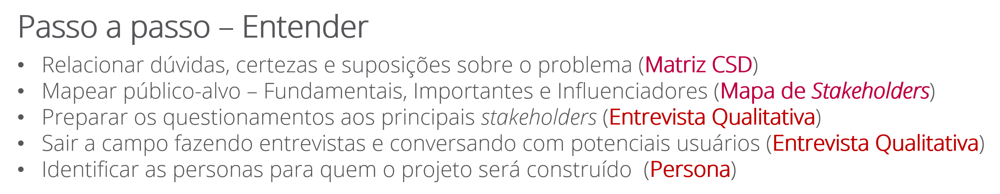 Passo a passo – Entender
• Relacionar dúvidas, certezas e suposições sobre o problema (Matriz CSD)
• Mapear público-alvo – Fundamentais, Importantes e Influenciadores (Mapa de Stakeholders)
• Preparar os questionamentos aos principais stakeholders (Entrevista Qualitativa)
• Sair a campo fazendo entrevistas e conversando com potenciais usuários (Entrevista Qualitativa)
• Identificar as personas para quem o projeto será construído (Persona)